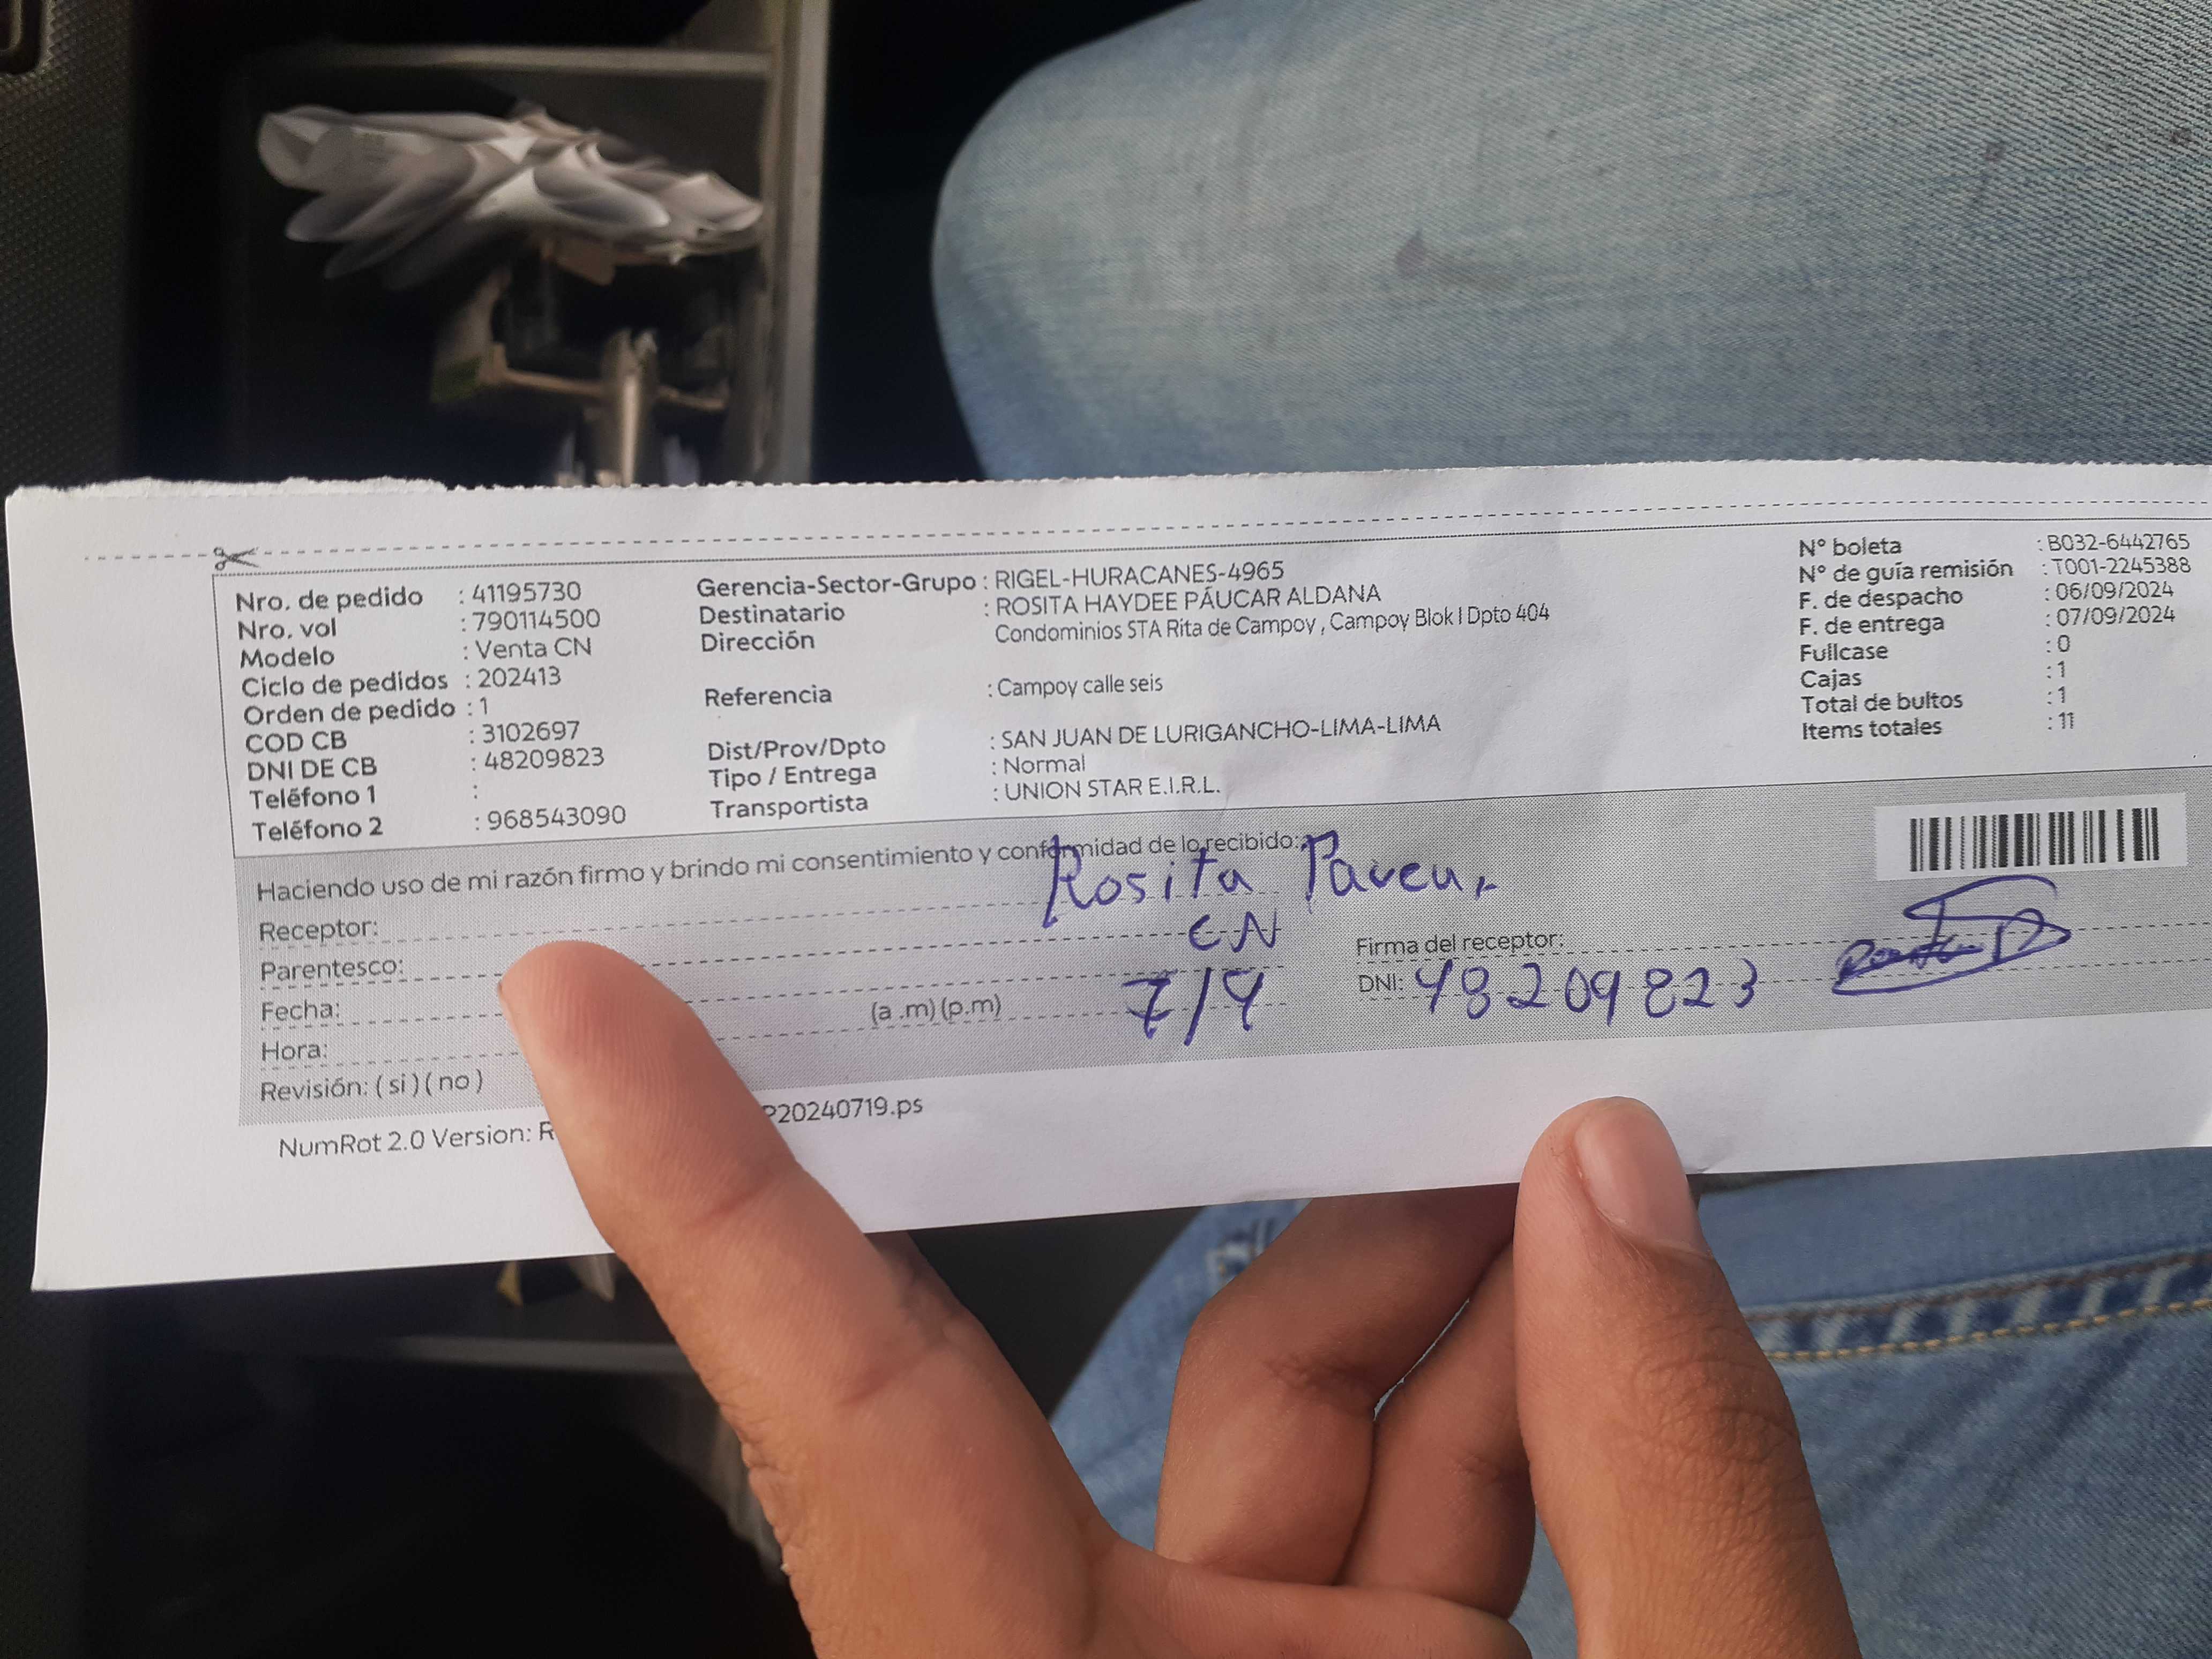 Nro. de pedido : 41195730
Nro. vol : 790114500
Modelo : Venta CN
Ciclo de pedidos : 202413
Orden de pedido : 1
COD CB : 3102697
DNI DE CB : 48209823
Teléfono 1 :
Teléfono 2 : 968543090
Gerencia-Sector-Grupo : RIGEL-HURACANES-4965
Destinatario : ROSITA HAYDEE PÁUCAR ALDANA
Dirección Condominios STA Rita de Campoy , Campoy Blok I Dpto 404
Referencia : Campoy calle seis
Dist/Prov/Dpto : SAN JUAN DE LURIGANCHO-LIMA-LIMA
Tipo / Entrega : Normal
Transportista : UNION STAR E.I.R.L.
N° boleta : B032-6442765
N° de guía remisión : T001-2245388
F. de despacho : 06/09/2024
F. de entrega : 07/09/2024
Fullcase : 0
Cajas : 1
Total de bultos : 1
Items totales : 11
Haciendo uso de mi razón firmo y brindo mi consentimiento y conformidad de lo recibido:
Receptor: Rosita
Parentesco: CN
Firma del receptor:
Fecha: 7/9
DNI: 48209823
Hora: (a .m) (p.m)
Revisión: ( si ) ( no )
NumRot 2.0 Version: R 20240719.ps